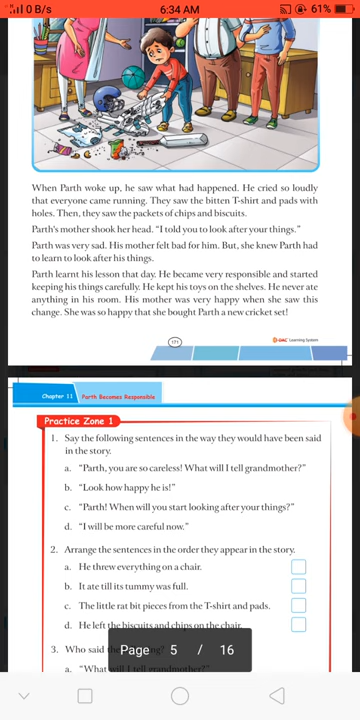 0 B/s
6:34 AM
61%
When Parth woke up, he saw what had happened. He cried so loudly
that everyone came running. They saw the bitten T-shirt and pads with
holes. Then, they saw the packets of chips and biscuits.
Parth's mother shook her head. “I told you to look after your things.”
Parth was very sad. His mother felt bad for him. But, she knew Parth had
to learn to look after his things.
Parth learnt his lesson that day. He became very responsible and started
keeping his things carefully. He kept his toys on the shelves. He never ate
anything in his room. His mother was very happy when she saw this
change. She was so happy that she bought Parth a new cricket set!
171
Learning System
Chapter 11 Parth Becomes Responsible
Practice Zone 1
1. Say the following sentences in the way they would have been said
in the story.
a. “Parth, you are so careless! What will I tell grandmother?”
b. “Look how happy he is!”
c. “Parth! When will you start looking after your things?”
d. “I will be more careful now.”
2. Arrange the sentences in the order they appear in the story.
a. He threw everything on a chair.
b. It ate till its tummy was full.
c. The little rat bit pieces from the T-shirt and pads.
d. He left the biscuits and chips on the chair.
3. Who said
a. “What will I tell grandmother?”
Page 5 / 16